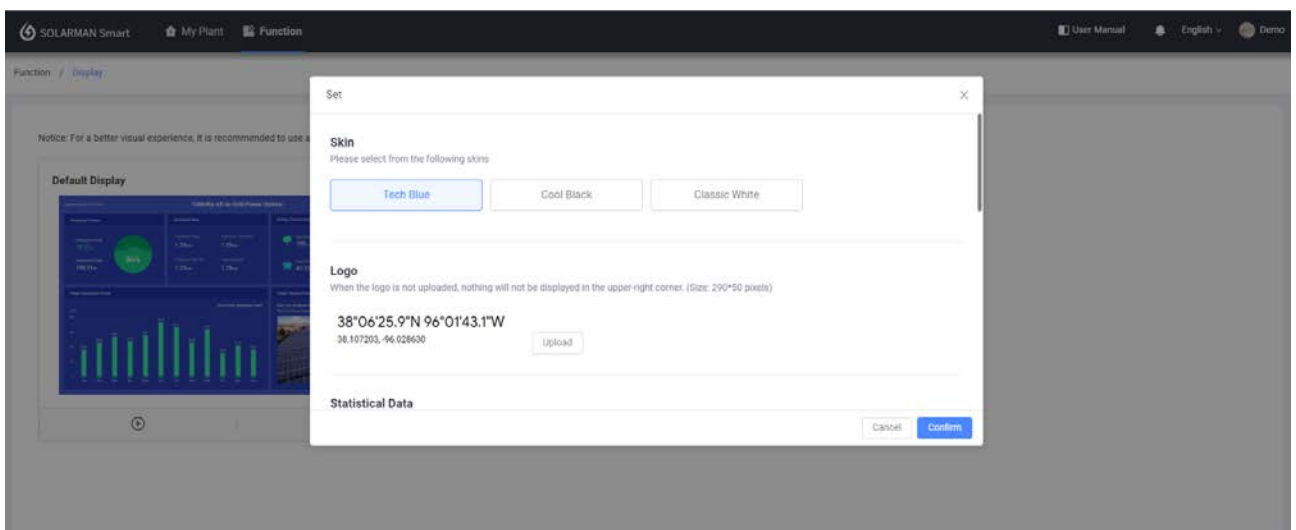 SOLARMAN Smart My Plant Function User Manual English Demo
Function / Display
Set
Notice: For a better visual experience, it is recommended to use a
Skin
Please select from the following skins
Default Display
Tech Blue Cool Black Classic White
Logo
When the logo is not uploaded, nothing will not be displayed in the upper-right corner. (Size: 290*50 pixels)
38°06'25.9"N 96°01'43.1"W
38.107203, -96.028630
Upload
Statistical Data
Cancel Confirm